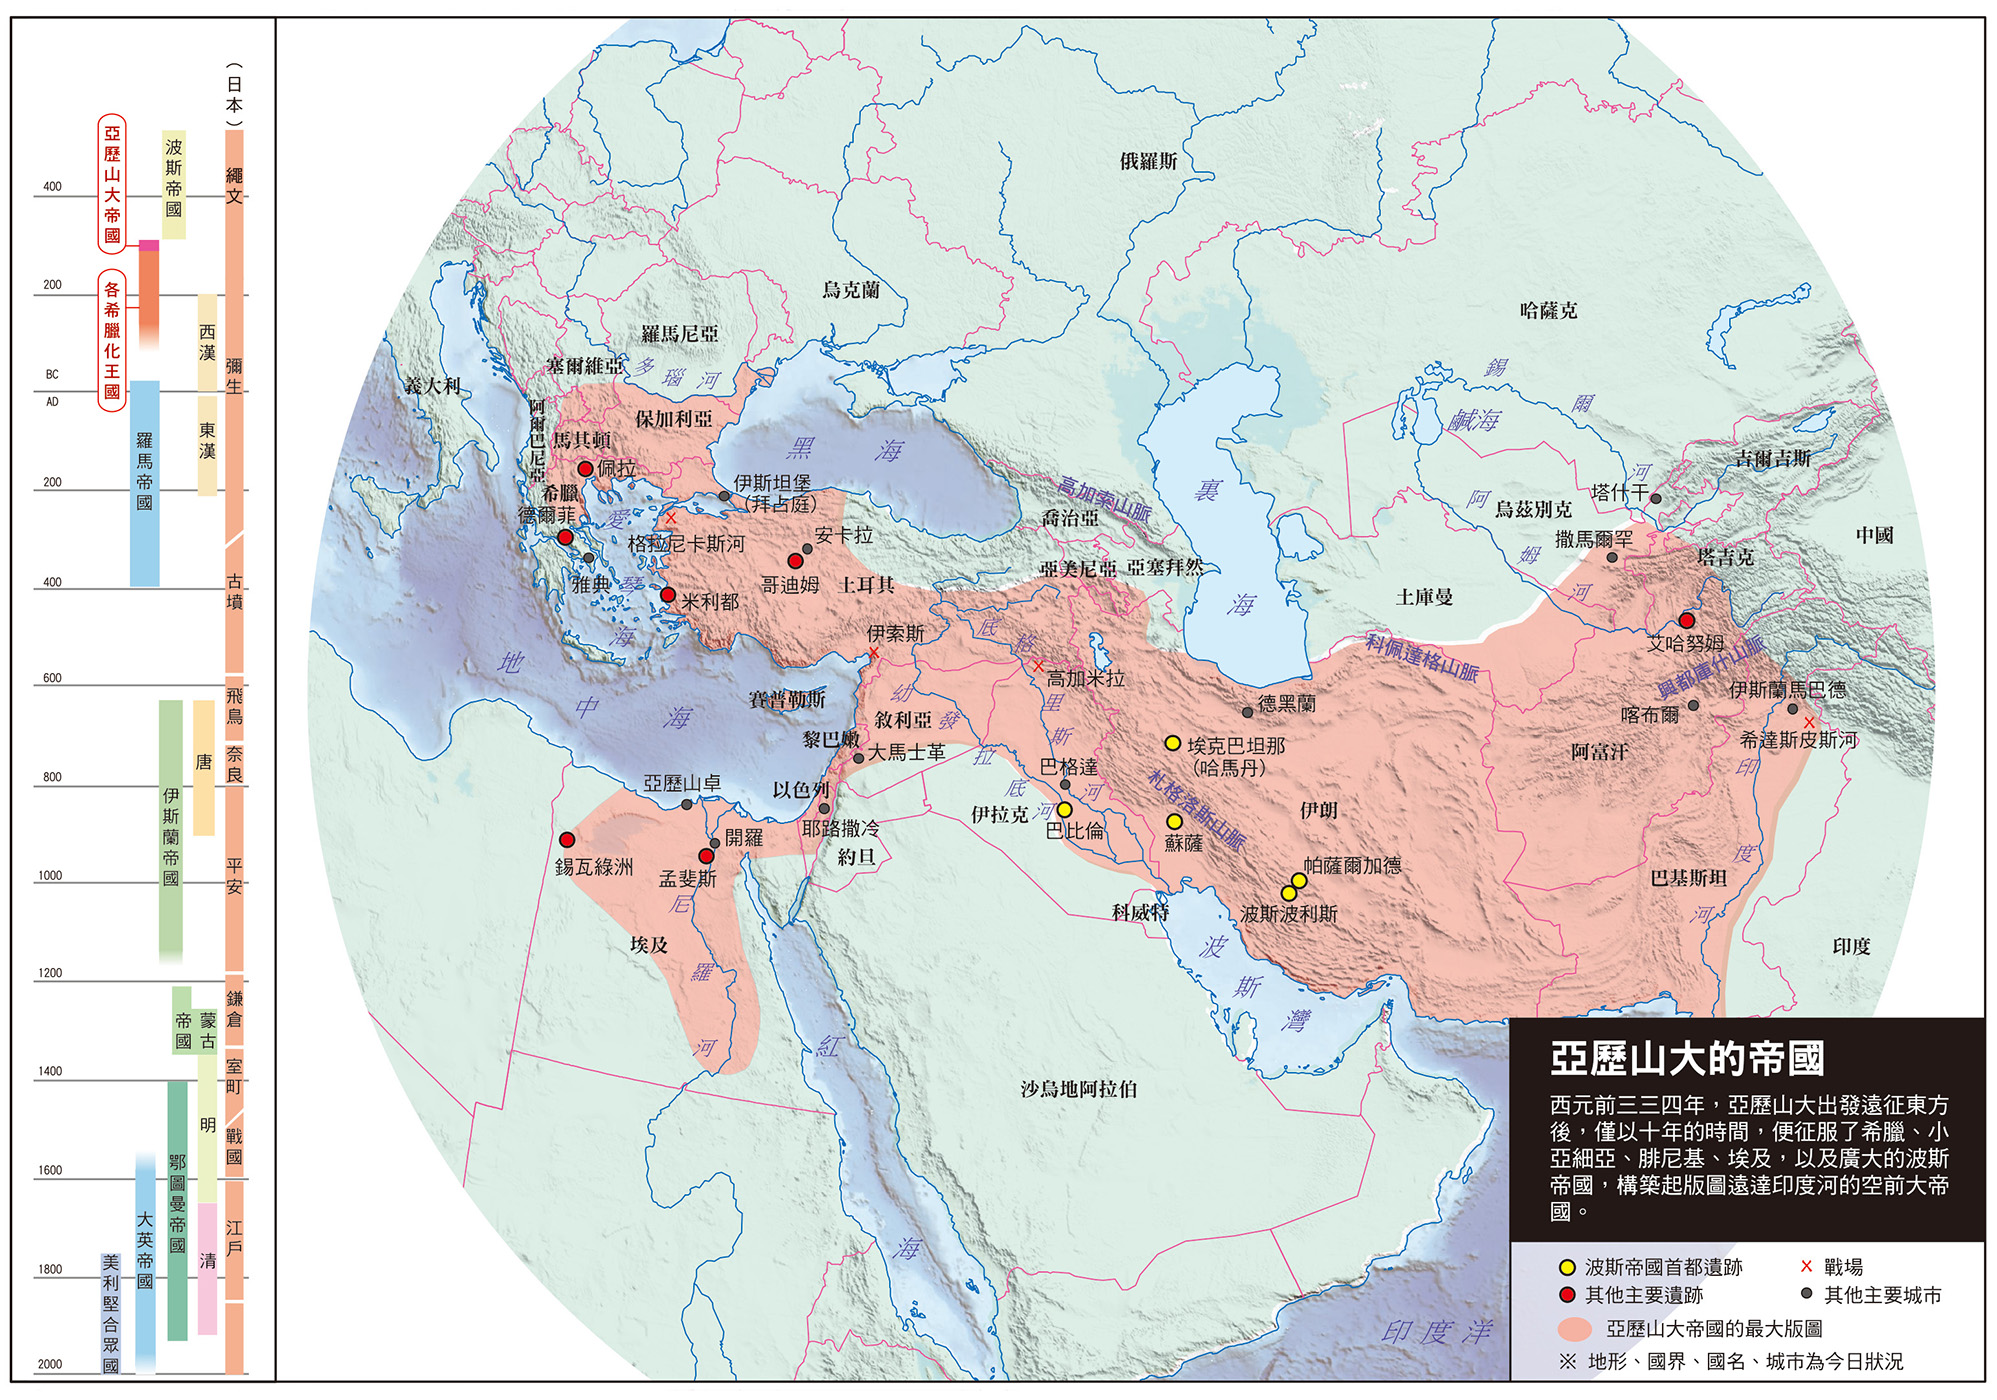 （日本）
亞歷山大帝國
波斯帝國
繩文
400
200
各希臘化王國
西漢
彌生
BC
AD
東漢
羅馬帝國
200
400
古墳
600
飛鳥
唐
奈良
800
伊斯蘭帝國
平安
1000
1200
鎌倉
蒙古
帝國
室町
1400
明
戰國
鄂圖曼帝國
1600
大英帝國
江戶
清
美利堅合眾國
1800
2000
俄羅斯
烏克蘭
哈薩克
羅馬尼亞
塞爾維亞
多瑙河
義大利
阿爾巴尼亞
保加利亞
馬其頓
佩拉
希臘
德爾菲
雅典
愛琴海
伊斯坦堡
（拜占庭）
格拉尼卡斯河
米利都
安卡拉
哥迪姆
土耳其
黑海
高加索山脈
喬治亞
亞美尼亞
亞塞拜然
裏海
鹹海
錫爾河
阿姆河
烏茲別克
塔什干
吉爾吉斯
撒馬爾罕
塔吉克
中國
土庫曼
艾哈努姆
科佩達格山脈
興都庫什山脈
伊斯蘭馬巴德
喀布爾
希達斯皮斯河
阿富汗
印度河
巴基斯坦
印度
伊索斯
底格里斯河
高加米拉
德黑蘭
地中海
賽普勒斯
幼發拉底河
敘利亞
黎巴嫩
大馬士革
埃克巴坦那
（哈馬丹）
巴格達
札格洛斯山脈
伊朗
亞歷山卓
以色列
伊拉克
巴比倫
蘇薩
耶路撒冷
開羅
錫瓦綠洲
孟斐斯
約旦
帕薩爾加德
波斯波利斯
科威特
埃及
尼羅河
波斯灣
紅海
沙烏地阿拉伯
印度洋
亞歷山大的帝國
西元前三三四年，亞歷山大出發遠征東方
後，僅以十年的時間，便征服了希臘、小
亞細亞、腓尼基、埃及，以及廣大的波斯
帝國，構築起版圖遠達印度河的空前大帝
國。
波斯帝國首都遺跡
戰場
其他主要遺跡
其他主要城市
亞歷山大帝國的最大版圖
※ 地形、國界、國名、城市為今日狀況